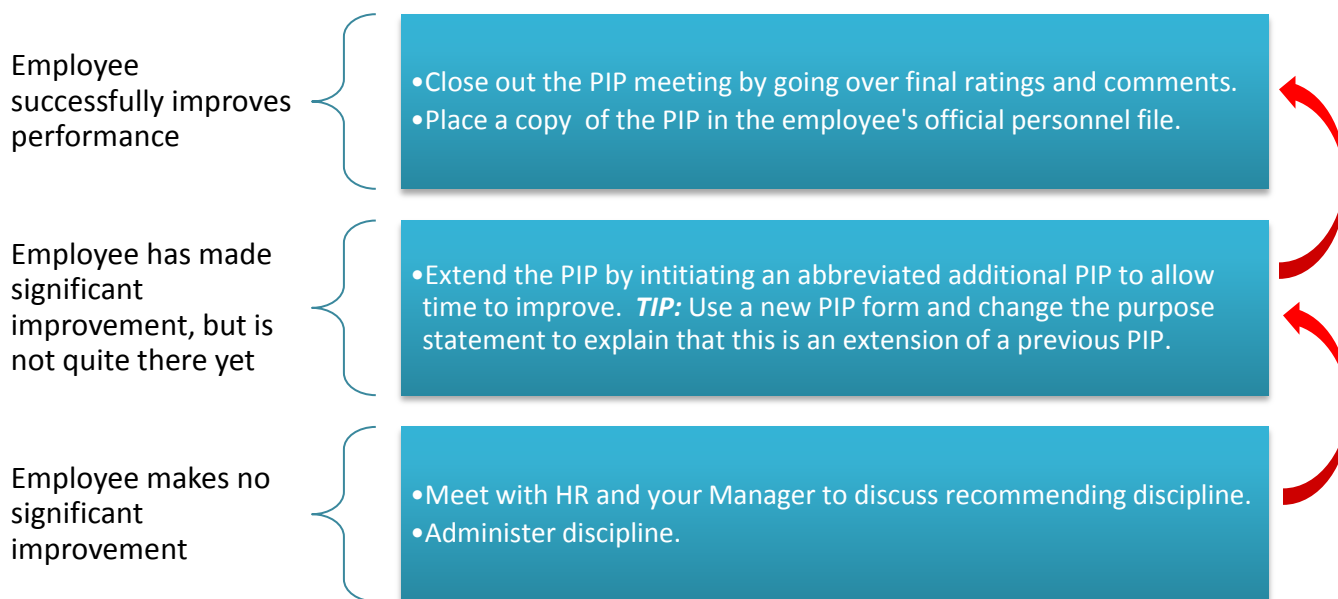 Employee
successfully improves
performance
•Close out the PIP meeting by going over final ratings and comments.
•Place a copy  of the PIP in the employee's official personnel file.
Employee has made
significant
improvement, but is
not quite there yet
•Extend the PIP by intitiating an abbreviated additional PIP to allow
time to improve.  TIP: Use a new PIP form and change the purpose
statement to explain that this is an extension of a previous PIP.
Employee makes no
significant
improvement
•Meet with HR and your Manager to discuss recommending discipline.
•Administer discipline.